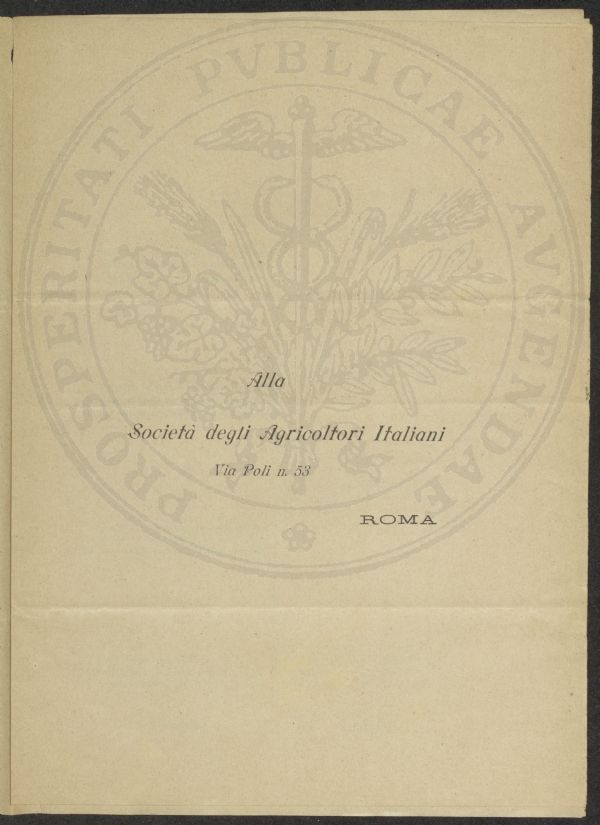 PROSPERITATI PVBLICAE AVGENDAE
Alla
Società degli Agricoltori Italiani
Via Poli n. 53
ROMA